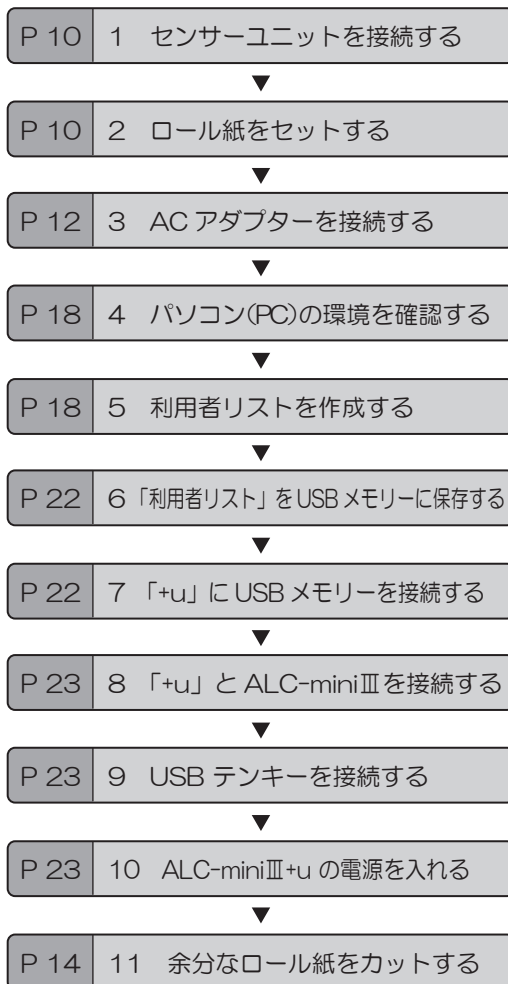 P 10 1 センサーユニットを接続する
▼
P 10 2 ロール紙をセットする
▼
P 12 3 AC アダプターを接続する
▼
P 18 4 パソコン(PC)の環境を確認する
▼
P 18 5 利用者リストを作成する
▼
P 22 6「利用者リスト」をUSBメモリーに保存する
▼
P 22 7 「+u」に USB メモリーを接続する
▼
P 23 8 「+u」と ALC-miniⅢを接続する
▼
P 23 9 USB テンキーを接続する
▼
P 23 10 ALC-miniⅢ+u の電源を入れる
▼
P 14 11 余分なロール紙をカットする